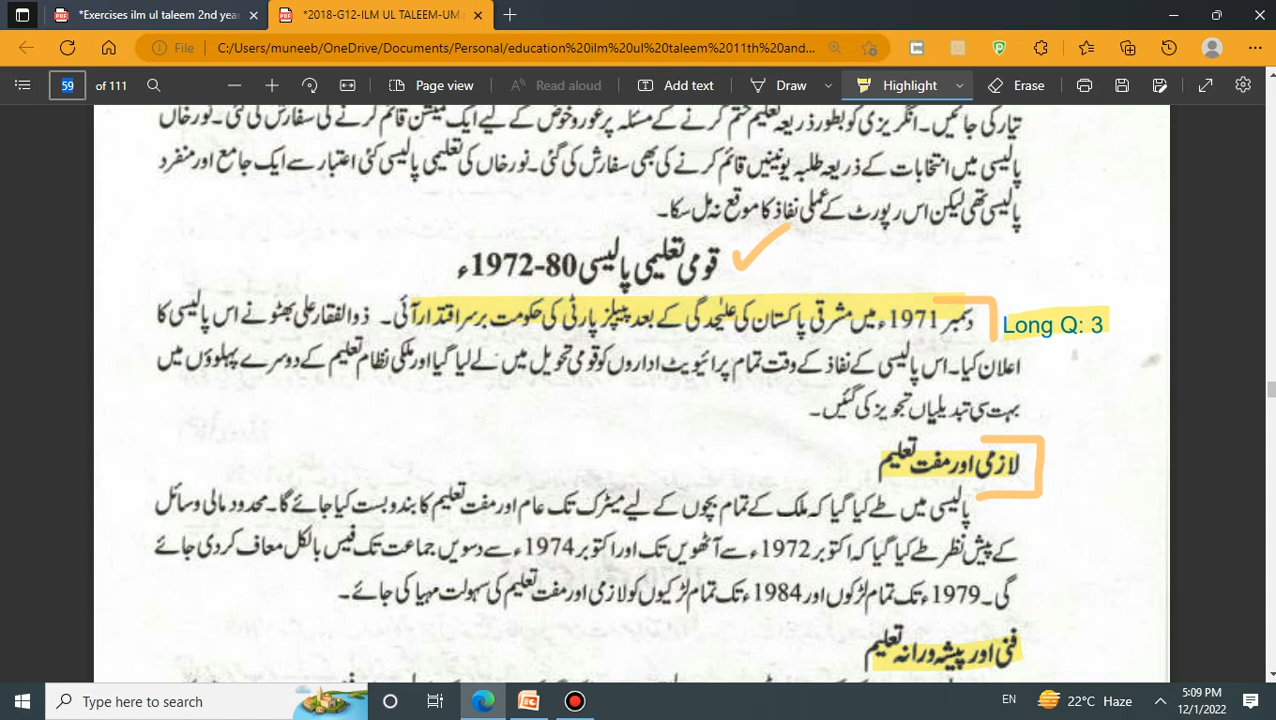 *Exercises ilm ul taleem 2nd yea
*2018-G12-ILM UL TALEEM-UM.
File
C:/Users/muneeb/OneDrive/Documents/Personal/education%20ilm%20ul%20taleem%2011th%20and...
59 of 111
Page view
Read aloud
Add text
Draw
Highlight
Erase
تیار کی جائیں۔ انگریزی کو بطور ذریعہ تعلیم ختم کرنے کے مسئلہ پر غور و خوض کے لیے ایک کمیشن قائم کرنے کی سفارش کی گئی۔ نور خاں
پالیسی میں انتخابات کے ذریعہ طلبہ یونینیں قائم کرنے کی بھی سفارش کی گئی۔ نور خاں کی تعلیمی پالیسی کئی اعتبار سے ایک جامع اور منفرد
پالیسی تھی لیکن اس رپورٹ کے عملی نفاذ کا موقع نہ مل سکا۔
قومی تعلیمی پالیسی 80-1972ء
دسمبر 1971ء میں مشرقی پاکستان کی علیٰحدگی کے بعد پیپلز پارٹی کی حکومت برسر اقتدار آئی۔ ذوالفقار علی بھٹو نے اس پالیسی کا
Long Q: 3
اعلان کیا۔ اس پالیسی کے نفاذ کے وقت تمام پرائیویٹ اداروں کو قومی تحویل میں لے لیا گیا اور ملکی نظام تعلیم کے دوسرے پہلوؤں میں
بہت سی تبدیلیاں تجویز کی گئیں۔
لازمی اور مفت تعلیم
پالیسی میں طے کیا گیا کہ ملک کے تمام بچوں کے لیے میٹرک تک عام اور مفت تعلیم کا بندوبست کیا جائے گا۔ محدود مالی وسائل
کے پیش نظر طے کیا گیا کہ اکتوبر 1972ء سے آٹھویں تک اور اکتوبر 1974ء سے دسویں جماعت تک فیس بالکل معاف کر دی جائے
گی۔ 1979ء تک تمام لڑکوں اور 1984ء تک تمام لڑکیوں کو لازمی اور مفت تعلیم کی سہولت مہیا کی جائے۔
فنی اور پیشہ ورانہ تعلیم
Type here to search
EN
22°C Haze
5:09 PM
12/1/2022